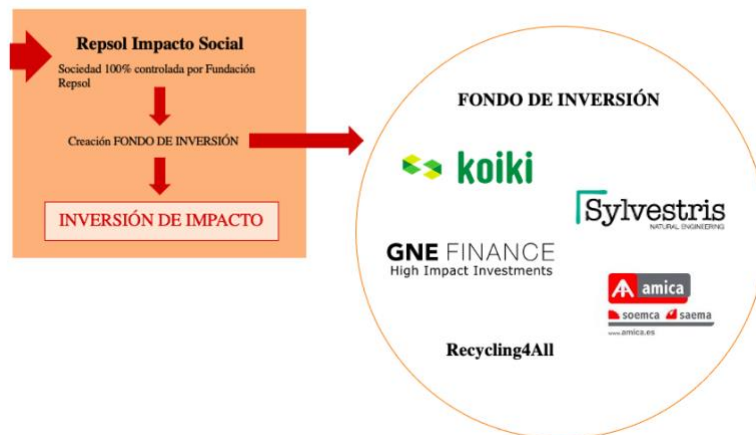 Repsol Impacto Social
Sociedad 100% controlada por Fundación
Repsol
Creación FONDO DE INVERSIÓN
INVERSIÓN DE IMPACTO
FONDO DE INVERSIÓN
koiki
Sylvestris
NATURAL ENGINEERING
GNE FINANCE
High Impact Investments
amica
soemca saema
www.amica.es
Recycling4All